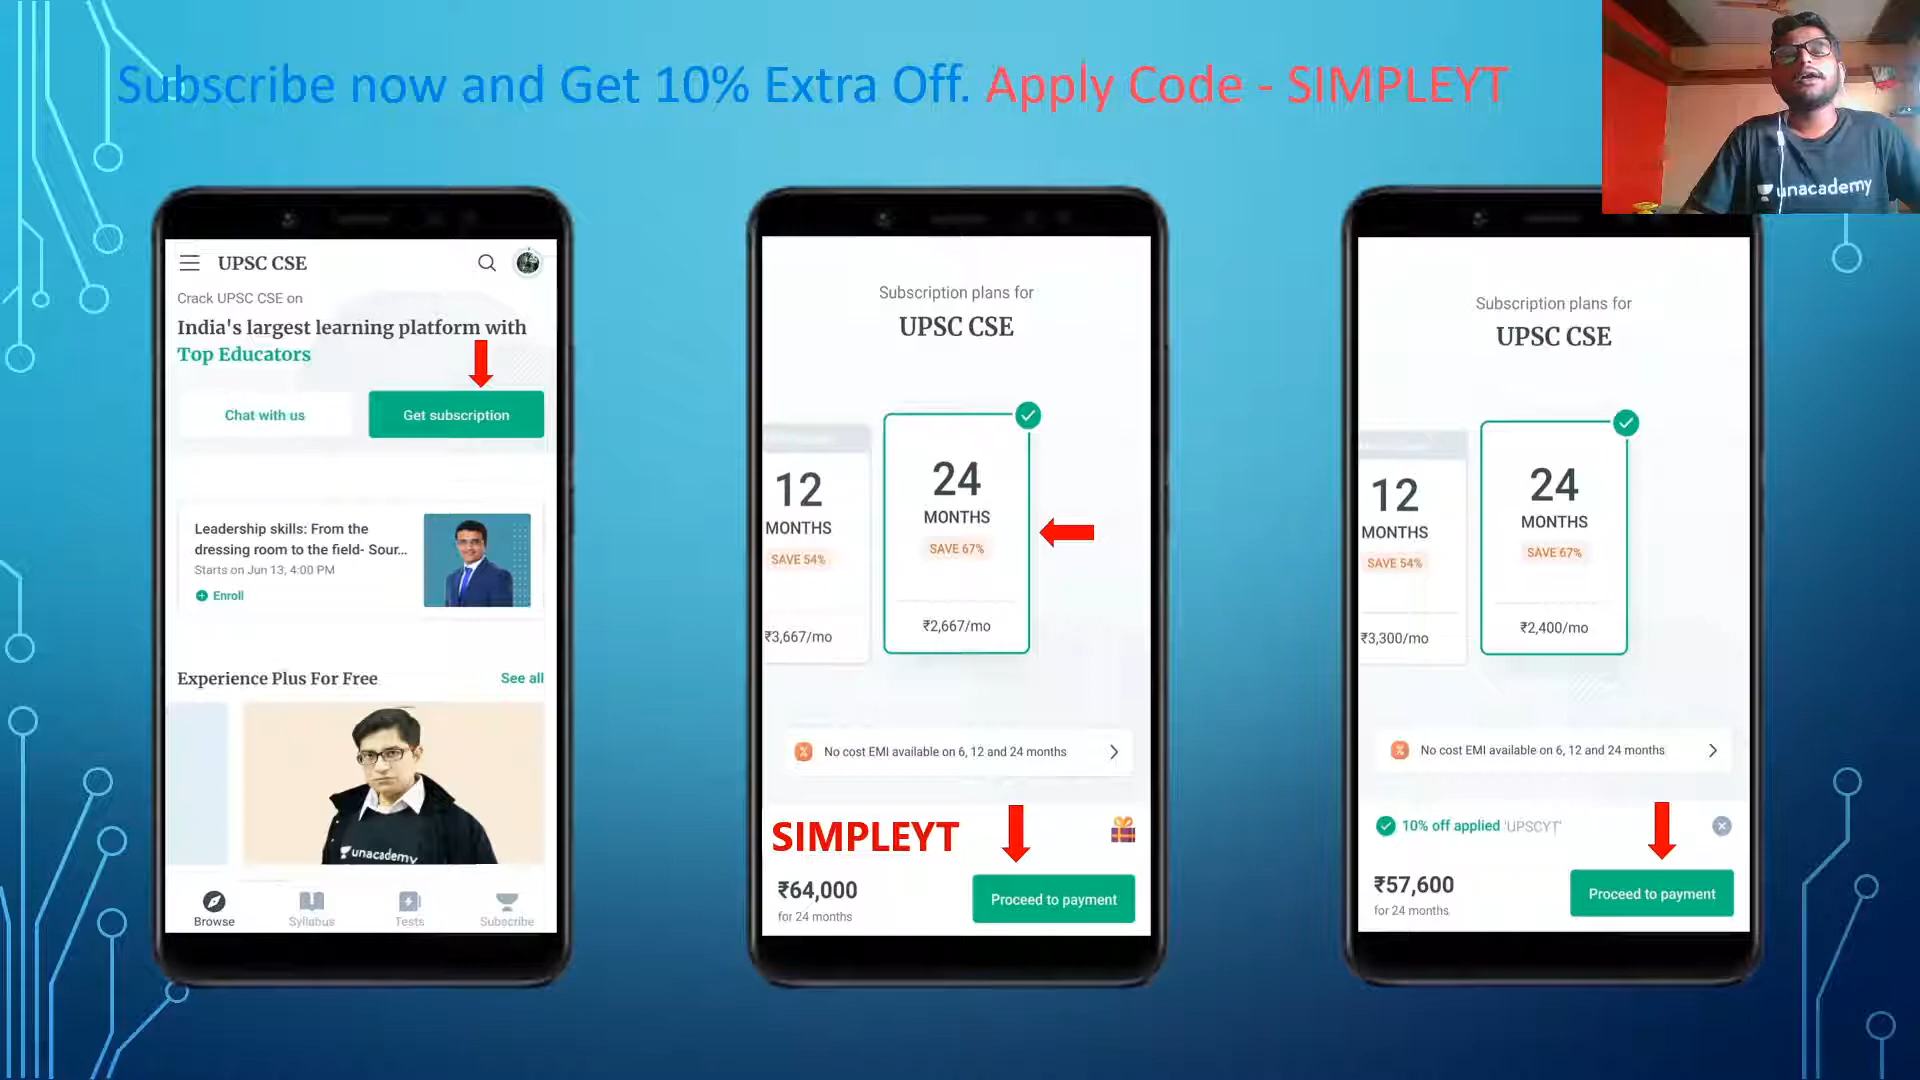 Subscribe now and Get 10% Extra Off. Apply Code - SIMPLEYT
unacademy
UPSC CSE
Crack UPSC CSE on
India's largest learning platform with
Top Educators
Chat with us
Get subscription
Leadership skills: From the
dressing room to the field- Sour...
Starts on Jun 13, 4:00 PM
Enroll
Experience Plus For Free
See all
unacademy
Browse
Syllabus
Tests
Subscribe
Subscription plans for
UPSC CSE
12
MONTHS
SAVE 54%
₹3,667/mo
24
MONTHS
SAVE 67%
₹2,667/mo
No cost EMI available on 6, 12 and 24 months
SIMPLEYT
₹64,000
for 24 months
Proceed to payment
Subscription plans for
UPSC CSE
12
MONTHS
SAVE 54%
₹3,300/mo
24
MONTHS
SAVE 67%
₹2,400/mo
No cost EMI available on 6, 12 and 24 months
10% off applied 'UPSCYT'
₹57,600
for 24 months
Proceed to payment